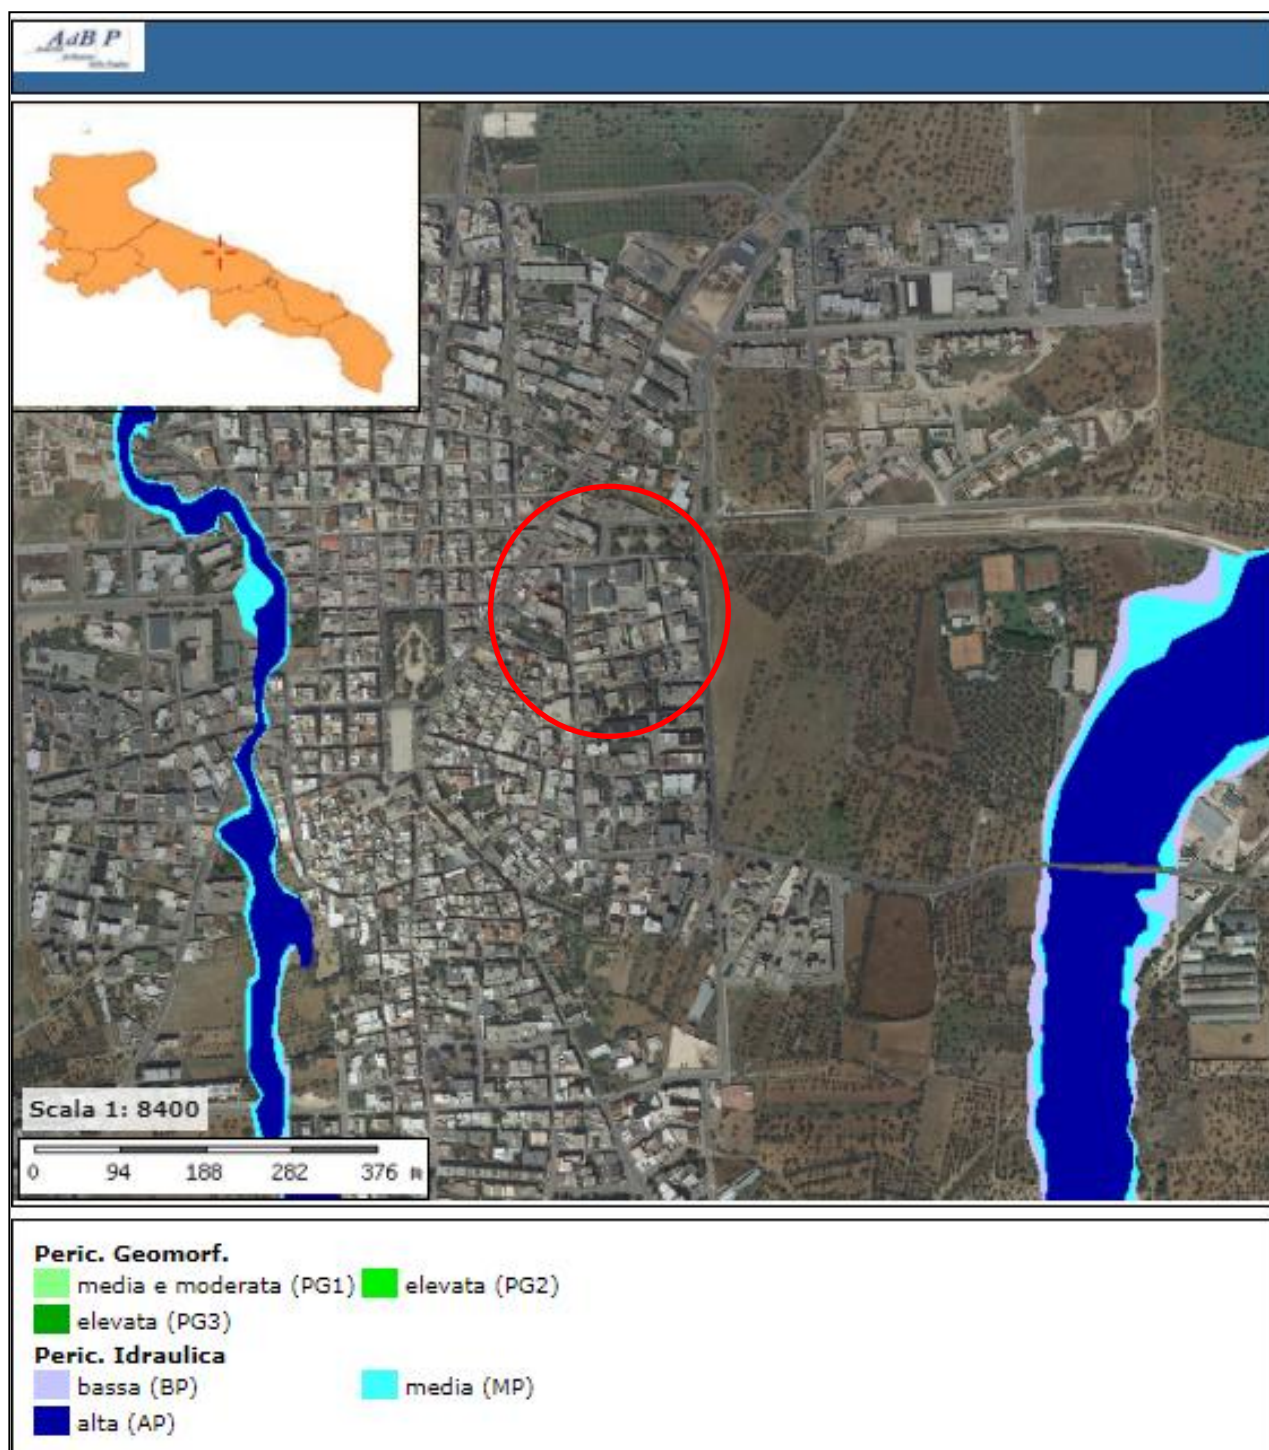 AdB P
Scala 1: 8400
0 94 188 282 376 m
Peric. Geomorf.
media e moderata (PG1) elevata (PG2)
elevata (PG3)
Peric. Idraulica
bassa (BP) media (MP)
alta (AP)